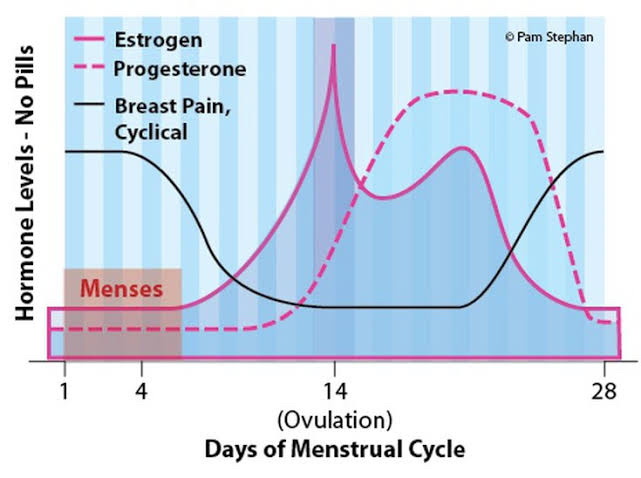 Estrogen
© Pam Stephan
Progesterone
Breast Pain,
Cyclical
Hormone Levels - No Pills
Menses
1 4 14 28
(Ovulation)
Days of Menstrual Cycle